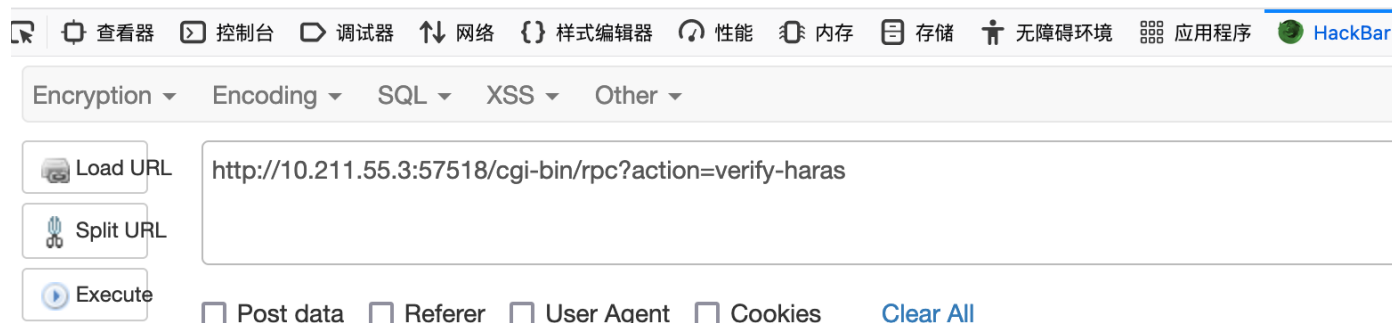 查看器 控制台 调试器 网络 样式编辑器 性能 内存 存储 无障碍环境 应用程序 HackBar
Encryption Encoding SQL XSS Other
Load URL http://10.211.55.3:57518/cgi-bin/rpc?action=verify-haras
Split URL
Execute
Post data Referer User Agent Cookies Clear All